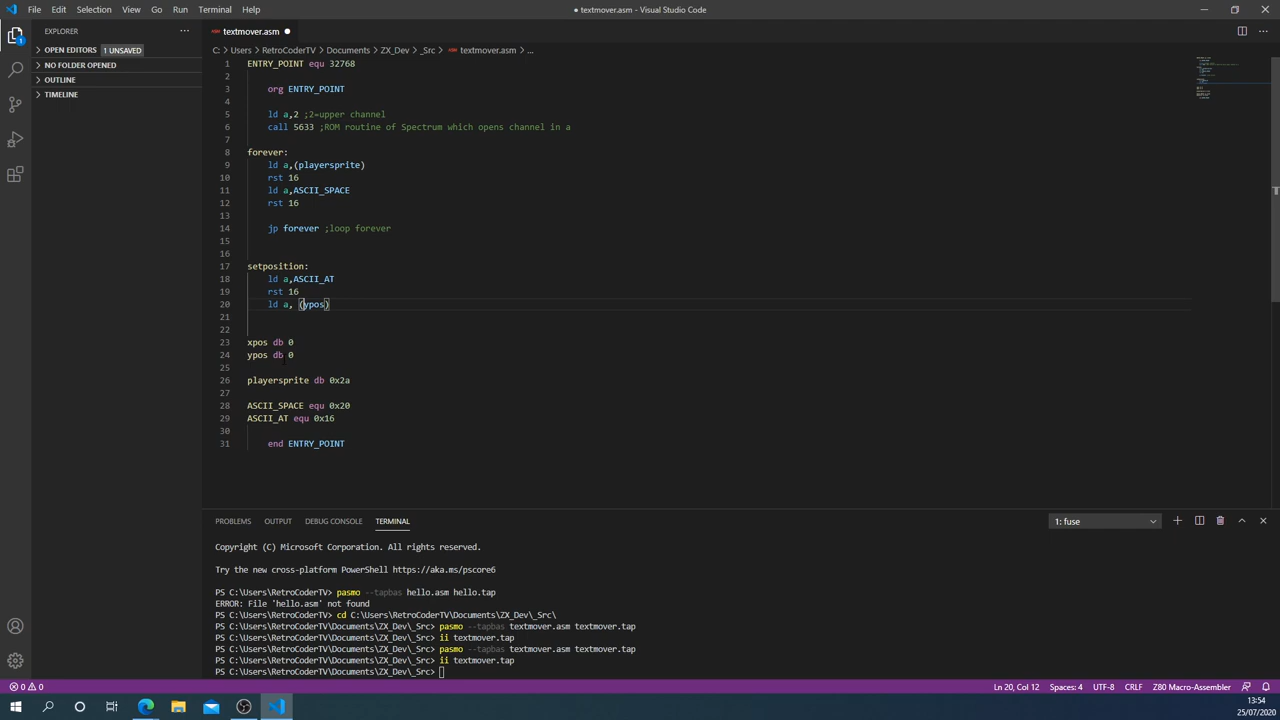 File Edit Selection View Go Run Terminal Help
● textmover.asm - Visual Studio Code
EXPLORER
OPEN EDITORS 1 UNSAVED
NO FOLDER OPENED
OUTLINE
TIMELINE
textmover.asm
C: > Users > RetroCoderTV > Documents > ZX_Dev > _Src > textmover.asm > ...
1 ENTRY_POINT equ 32768
2
3 org ENTRY_POINT
4
5 ld a,2 ;2=upper channel
6 call 5633 ;ROM routine of Spectrum which opens channel in a
7
8 forever:
9 ld a,(playersprite)
10 rst 16
11 ld a,ASCII_SPACE
12 rst 16
13
14 jp forever ;loop forever
15
16
17 setposition:
18 ld a,ASCII_AT
19 rst 16
20 ld a, (ypos)
21
22
23 xpos db 0
24 ypos db 0
25
26 playersprite db 0x2a
27
28 ASCII_SPACE equ 0x20
29 ASCII_AT equ 0x16
30
31 end ENTRY_POINT
PROBLEMS OUTPUT DEBUG CONSOLE TERMINAL
1: fuse
Copyright (C) Microsoft Corporation. All rights reserved.
Try the new cross-platform PowerShell https://aka.ms/pscore6
PS C:\Users\RetroCoderTV> pasmo --tapbas hello.asm hello.tap
ERROR: File 'hello.asm' not found
PS C:\Users\RetroCoderTV> cd C:\Users\RetroCoderTV\Documents\ZX_Dev\_Src\
PS C:\Users\RetroCoderTV\Documents\ZX_Dev\_Src> pasmo --tapbas textmover.asm textmover.tap
PS C:\Users\RetroCoderTV\Documents\ZX_Dev\_Src> ii textmover.tap
PS C:\Users\RetroCoderTV\Documents\ZX_Dev\_Src> pasmo --tapbas textmover.asm textmover.tap
PS C:\Users\RetroCoderTV\Documents\ZX_Dev\_Src> ii textmover.tap
PS C:\Users\RetroCoderTV\Documents\ZX_Dev\_Src>
0 0 Ln 20, Col 12 Spaces: 4 UTF-8 CRLF Z80 Macro-Assembler
13:54
25/07/2020